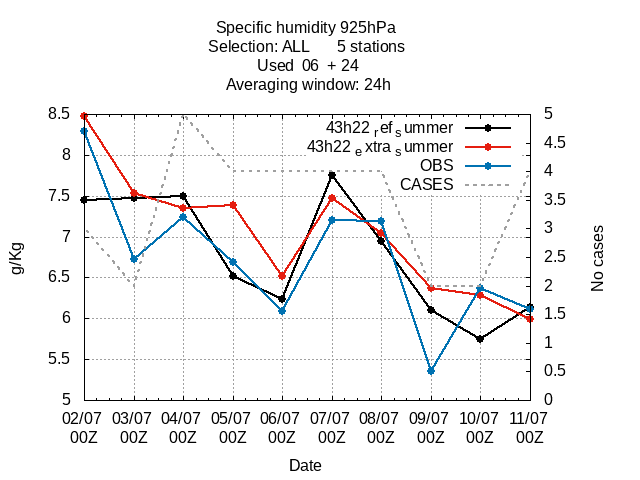 Specific humidity 925hPa
Selection: ALL      5 stations
Used  06  + 24
Averaging window: 24h
43h22 refsummer
43h22 extrasummer
OBS
CASES
8.5
8
7.5
7
6.5
6
5.5
5
g/Kg
5
4.5
4
3.5
3
2.5
2
1.5
1
0.5
0
No cases
02/07 03/07 04/07 05/07 06/07 07/07 08/07 09/07 10/07 11/07
00Z 00Z 00Z 00Z 00Z 00Z 00Z 00Z 00Z 00Z
Date